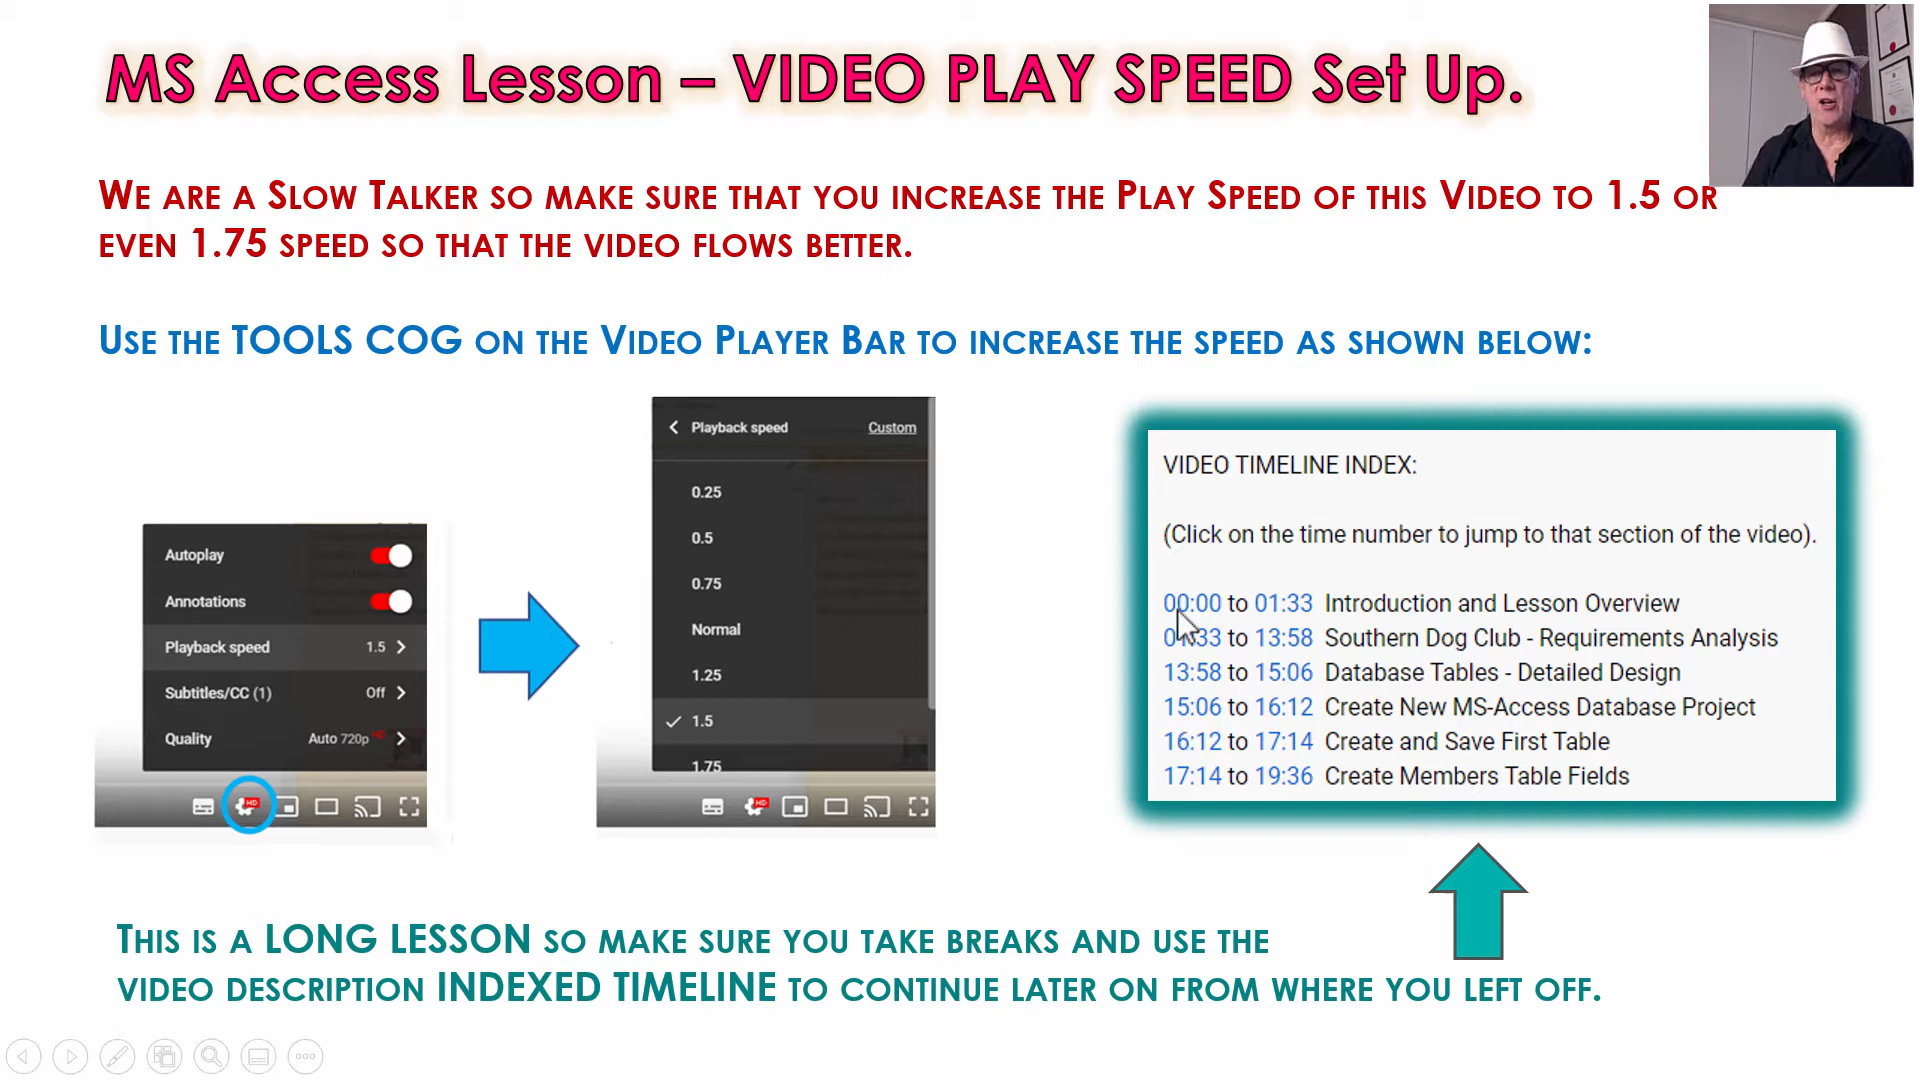 MS Access Lesson – VIDEO PLAY SPEED Set Up.
We are a Slow Talker so make sure that you increase the Play Speed of this Video to 1.5 or
even 1.75 speed so that the video flows better.
Use the TOOLS COG on the Video Player Bar to increase the speed as shown below:
Autoplay
Annotations
Playback speed 1.5
Subtitles/CC (1) Off
Quality Auto 720p HD
HD
Playback speed Custom
0.25
0.5
0.75
Normal
1.25
1.5
1.75
HD
VIDEO TIMELINE INDEX:
(Click on the time number to jump to that section of the video).
00:00 to 01:33 Introduction and Lesson Overview
01:33 to 13:58 Southern Dog Club - Requirements Analysis
13:58 to 15:06 Database Tables - Detailed Design
15:06 to 16:12 Create New MS-Access Database Project
16:12 to 17:14 Create and Save First Table
17:14 to 19:36 Create Members Table Fields
This is a LONG LESSON so make sure you take breaks and use the
video description INDEXED TIMELINE to continue later on from where you left off.